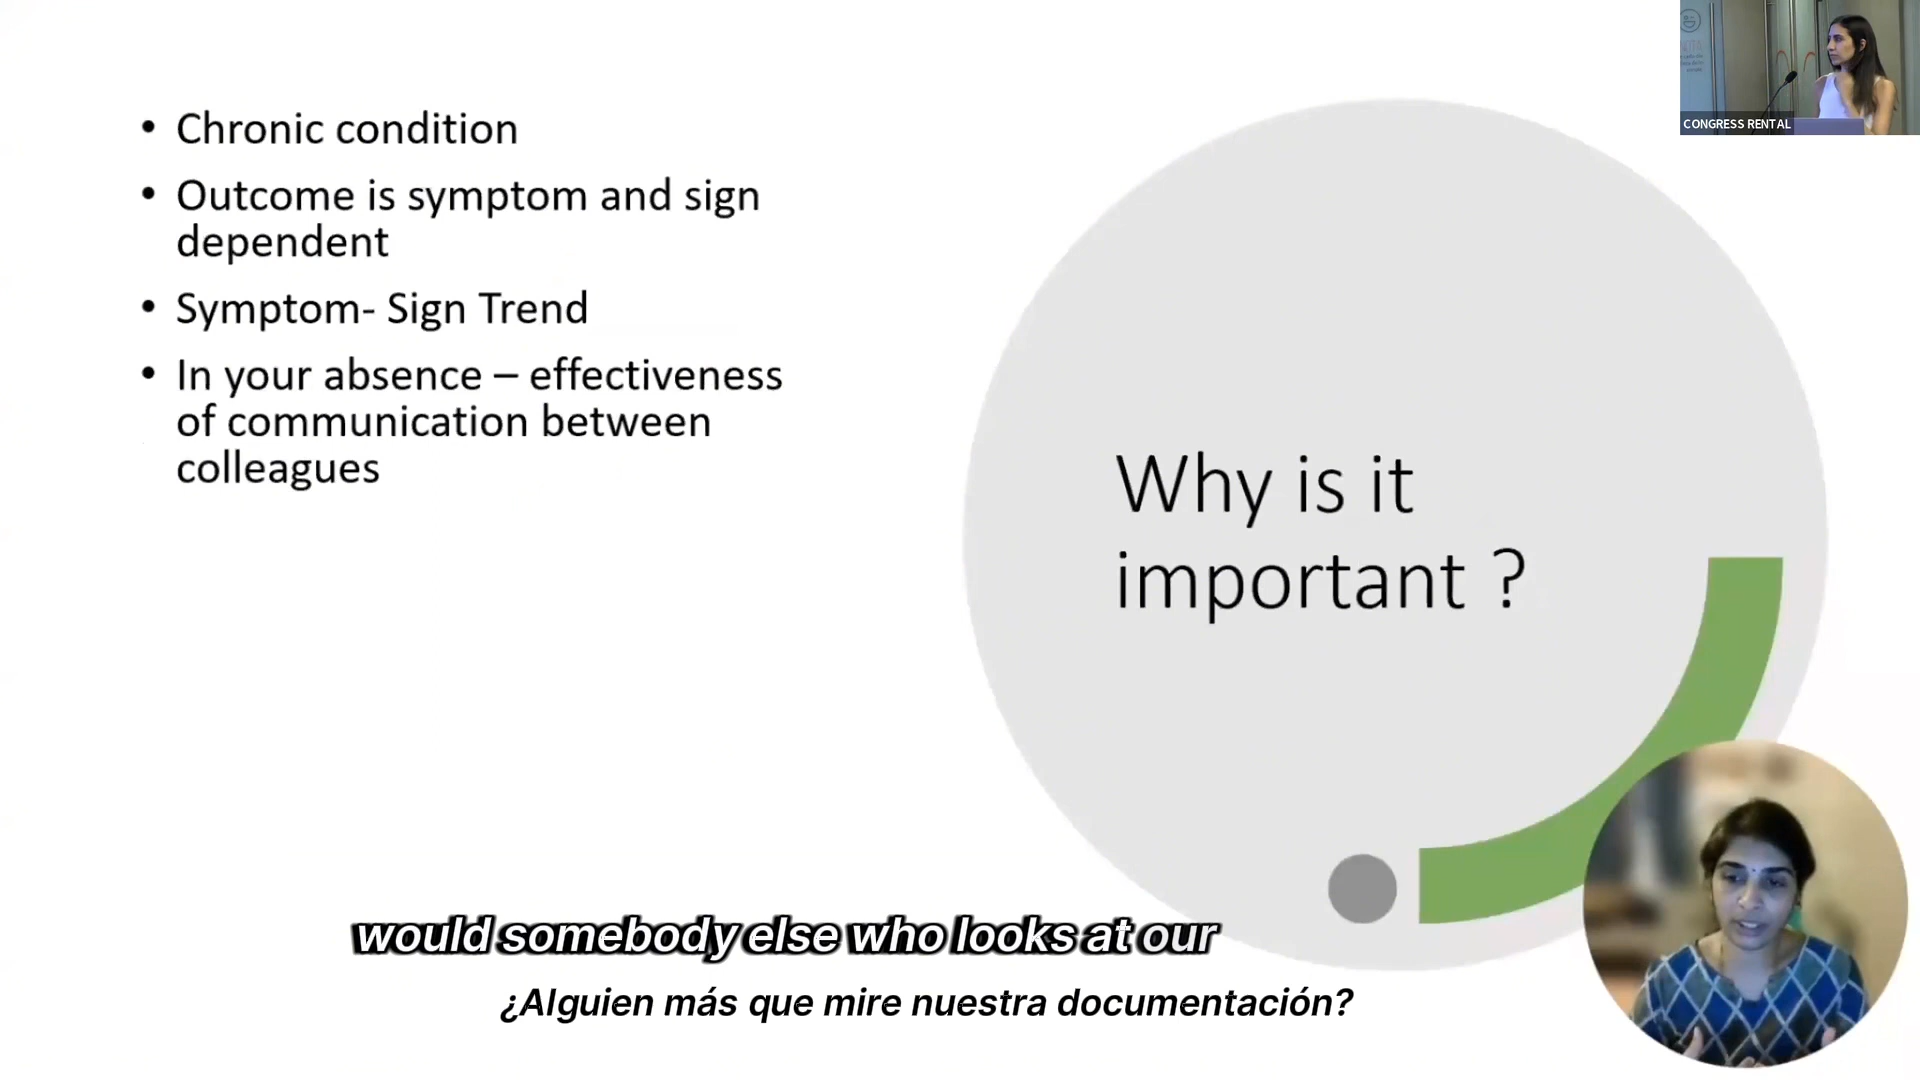 • Chronic condition
• Outcome is symptom and sign
dependent
• Symptom- Sign Trend
• In your absence – effectiveness
of communication between
colleagues
Why is it
important ?
CONGRESS RENTAL
would somebody else who looks at our
¿Alguien más que mire nuestra documentación?